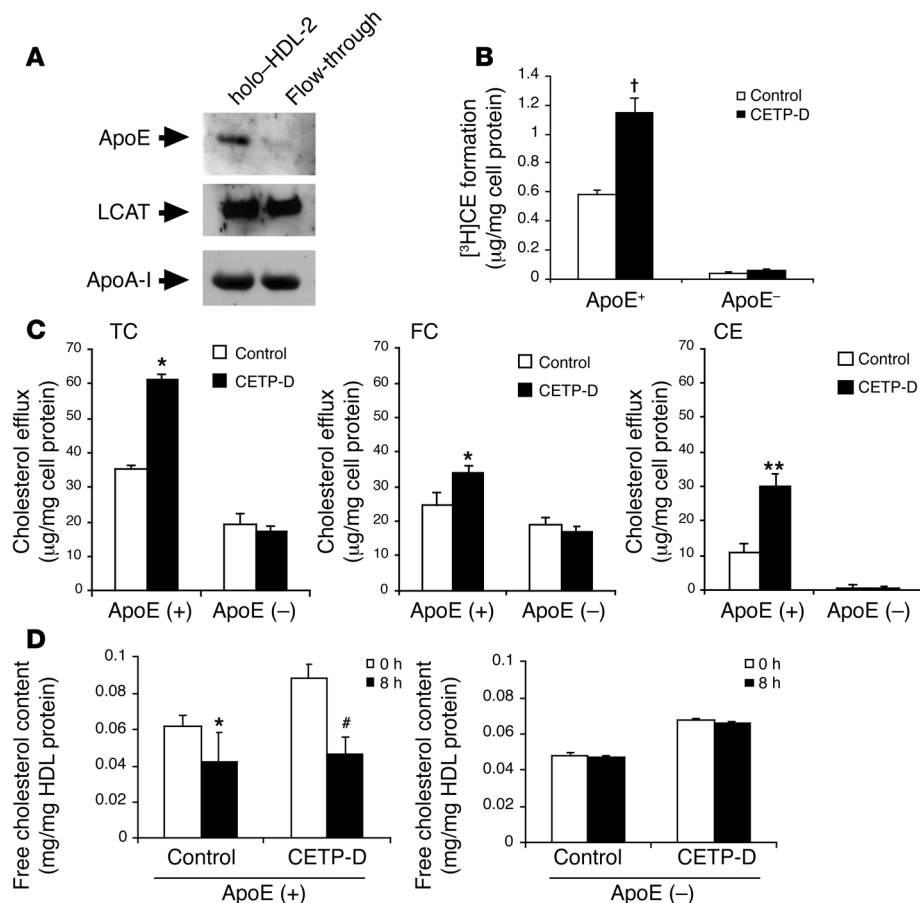 A
holo–HDL-2
Flow-through
ApoE
LCAT
ApoA-I
B
[³H]CE formation
(μg/mg cell protein)
1.4
1.2
1
0.8
0.6
0.4
0.2
0
†
Control
CETP-D
ApoE⁺
ApoE⁻
C
TC
Cholesterol efflux
(μg/mg cell protein)
70
60
50
40
30
20
10
0
*
Control
CETP-D
ApoE (+)
ApoE (–)
FC
Cholesterol efflux
(μg/mg cell protein)
70
60
50
40
30
20
10
0
*
Control
CETP-D
ApoE (+)
ApoE (–)
CE
Cholesterol efflux
(μg/mg cell protein)
70
60
50
40
30
20
10
0
**
Control
CETP-D
ApoE (+)
ApoE (–)
D
Free cholesterol content
(mg/mg HDL protein)
0.1
0.08
0.06
0.04
0.02
0
*
#
0 h
8 h
Control
CETP-D
ApoE (+)
Free cholesterol content
(mg/mg HDL protein)
0.1
0.08
0.06
0.04
0.02
0
0 h
8 h
Control
CETP-D
ApoE (–)